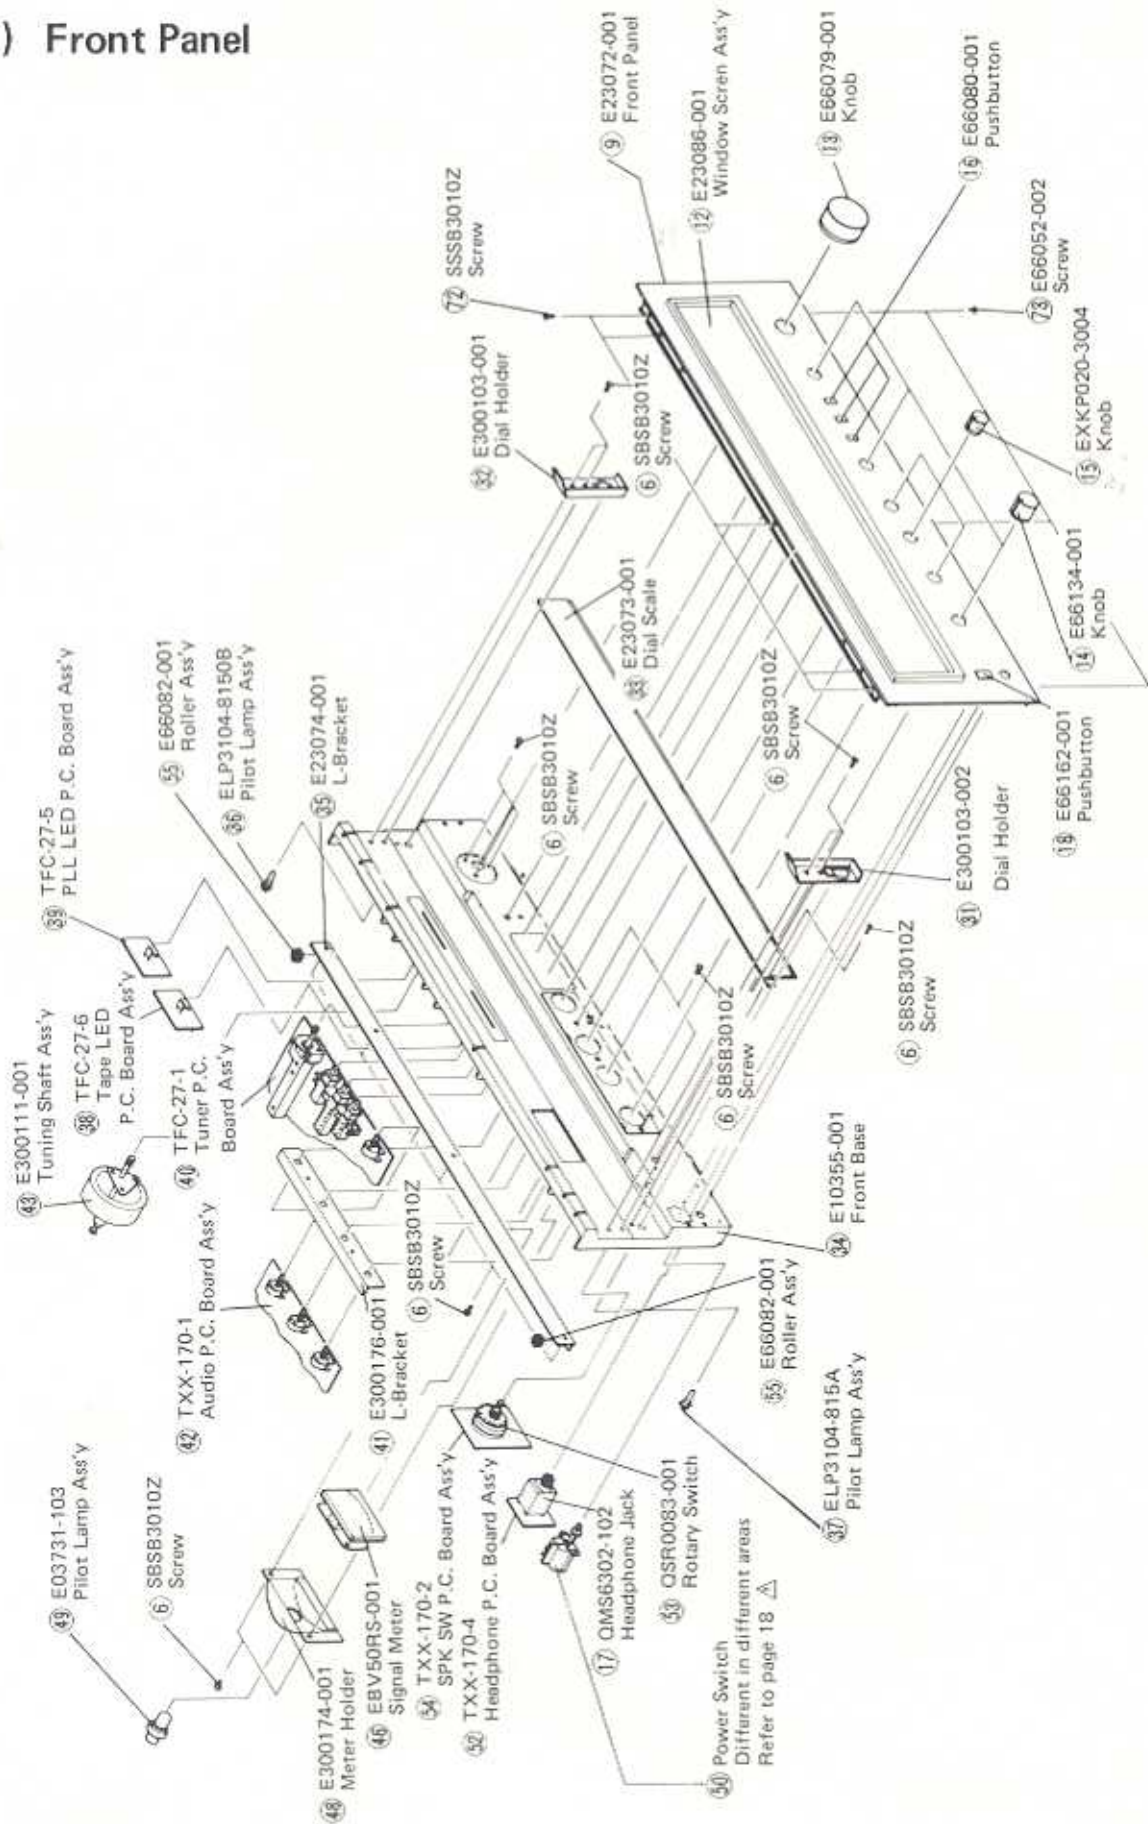 ) Front Panel
43 E300111-001
Tuning Shaft Ass'y
39 TFC-27-5
PLL LED P.C. Board Ass'y
38 TFC-27-6
Tape LED
P.C. Board Ass'y
55 E66082-001
Roller Ass'y
36 ELP3104-8150B
Pilot Lamp Ass'y
35 E23074-001
L-Bracket
40 TFC-27-1
Tuner P.C.
Board Ass'y
42 TXX-170-1
Audio P.C. Board Ass'y
41 E300176-001
L-Bracket
6 SBSB3010Z
Screw
49 E03731-103
Pilot Lamp Ass'y
6 SBSB3010Z
Screw
48 E300174-001
Meter Holder
46 EBV50RS-001
Signal Meter
54 TXX-170-2
SPK SW P.C. Board Ass'y
52 TXX-170-4
Headphone P.C. Board Ass'y
17 QMS6302-102
Headphone Jack
53 QSR0083-001
Rotary Switch
50 Power Switch
Different in different areas
Refer to page 18 ⚠
37 ELP3104-815A
Pilot Lamp Ass'y
55 E66082-001
Roller Ass'y
34 E10355-001
Front Base
6 SBSB3010Z
Screw
6 SBSB3010Z
Screw
6 SBSB3010Z
Screw
31 E300103-002
Dial Holder
6 SBSB3010Z
Screw
33 E23073-001
Dial Scale
32 E300103-001
Dial Holder
6 SBSB3010Z
Screw
72 SSSB3010Z
Screw
9 E23072-001
Front Panel
12 E23086-001
Window Scren Ass'y
13 E66079-001
Knob
16 E66080-001
Pushbutton
73 E66052-002
Screw
15 EXKP020-3004
Knob
14 E66134-001
Knob
18 E66162-001
Pushbutton